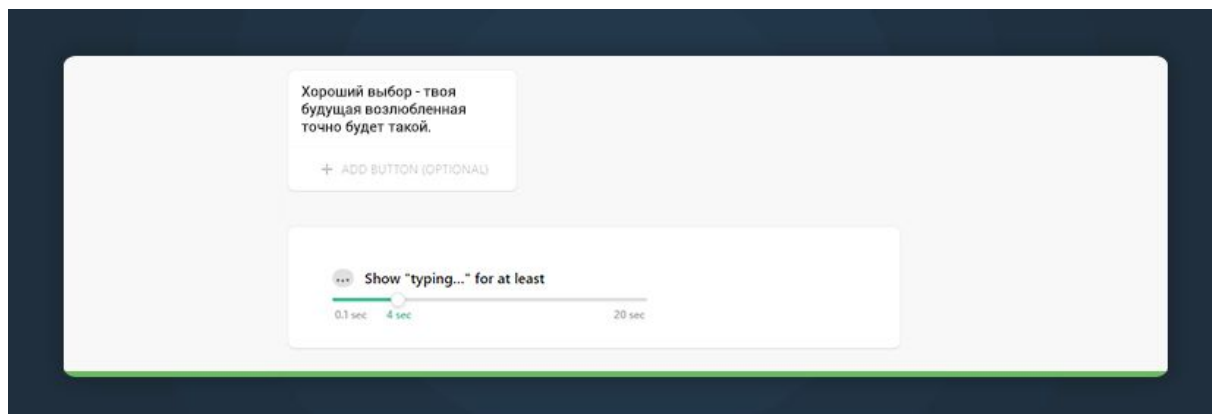 Хороший выбор - твоя
будущая возлюбленная
точно будет такой.
+ ADD BUTTON (OPTIONAL)
... Show "typing..." for at least
0.1 sec 4 sec 20 sec